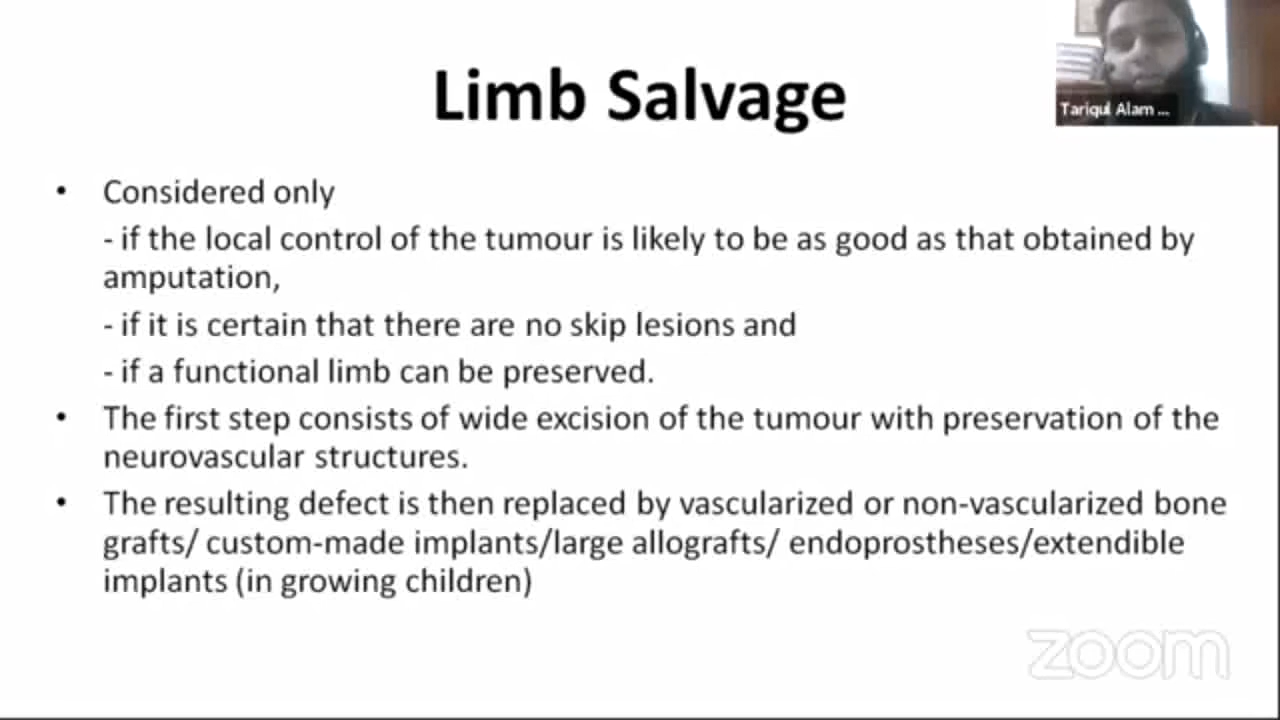 Limb Salvage
Tariqul Alam ...
• Considered only
- if the local control of the tumour is likely to be as good as that obtained by
amputation,
- if it is certain that there are no skip lesions and
- if a functional limb can be preserved.
• The first step consists of wide excision of the tumour with preservation of the
neurovascular structures.
• The resulting defect is then replaced by vascularized or non-vascularized bone
grafts/ custom-made implants/large allografts/ endoprostheses/extendible
implants (in growing children)
zoom